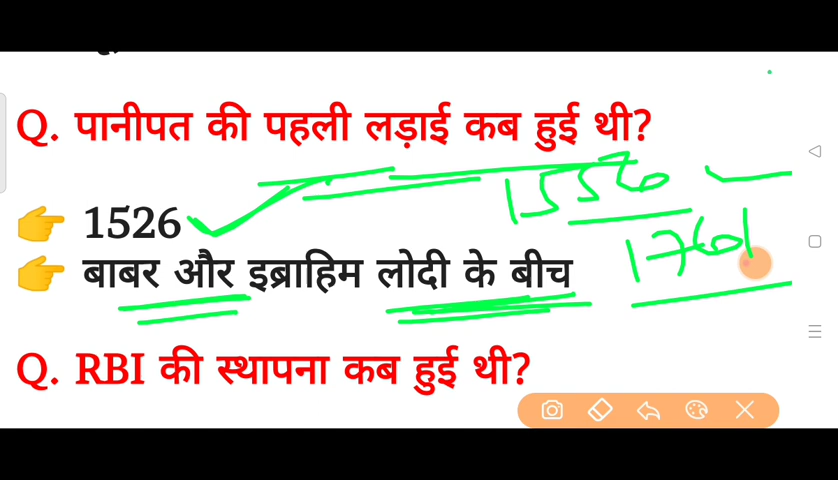 Q. पानीपत की पहली लड़ाई कब हुई थी?
1556
👉 1526
1761
👉 बाबर और इब्राहिम लोदी के बीच
Q. RBI की स्थापना कब हुई थी?